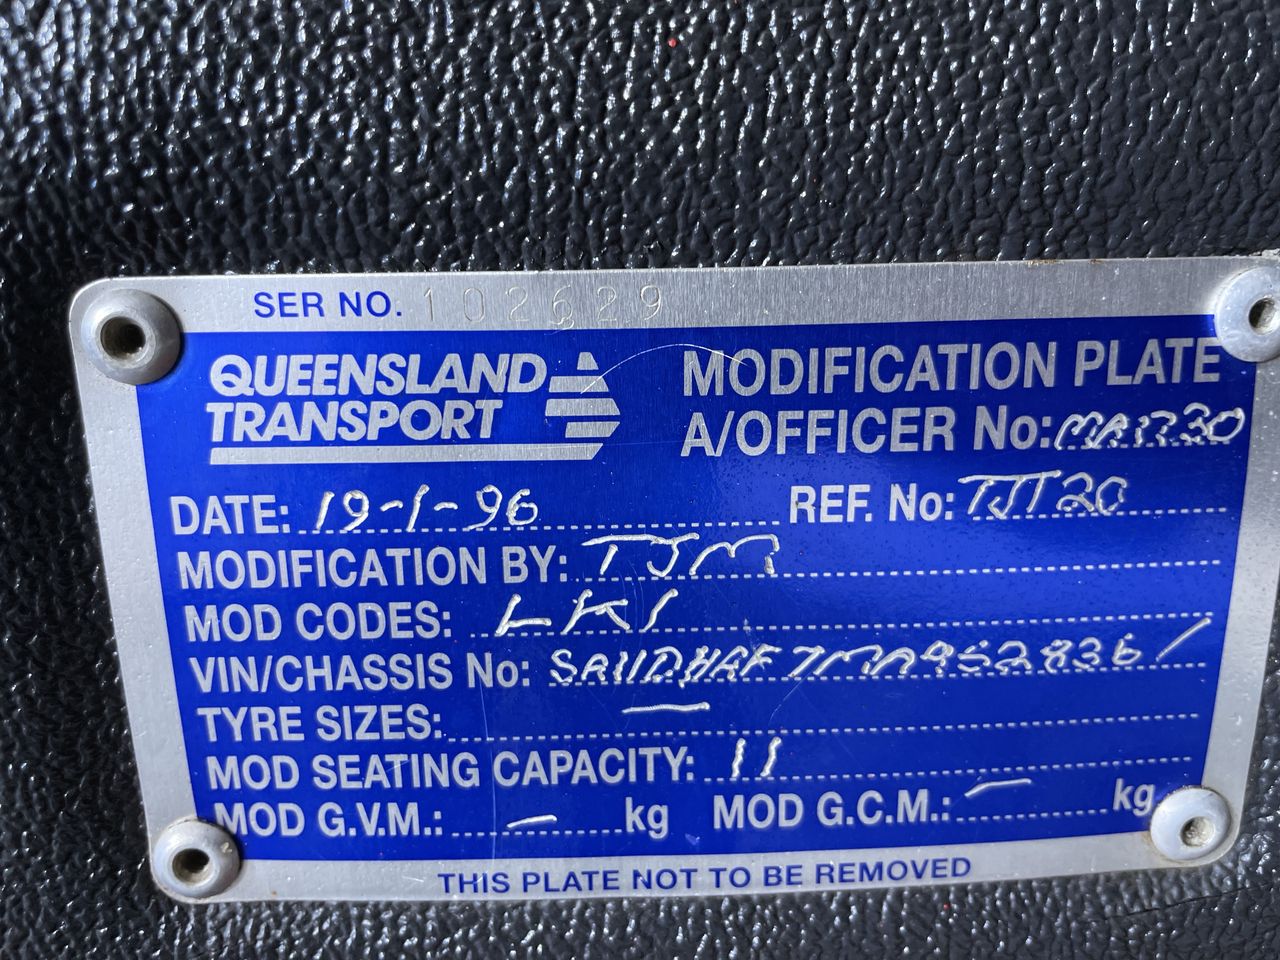 SER NO. 102629
QUEENSLAND TRANSPORT
MODIFICATION PLATE
A/OFFICER No:
DATE: 19-1-96
REF. No: TJT20
MODIFICATION BY: TJM
MOD CODES: LK1
VIN/CHASSIS No:
TYRE SIZES: —
MOD SEATING CAPACITY: 11
MOD G.V.M.: — kg MOD G.C.M.: — kg
THIS PLATE NOT TO BE REMOVED